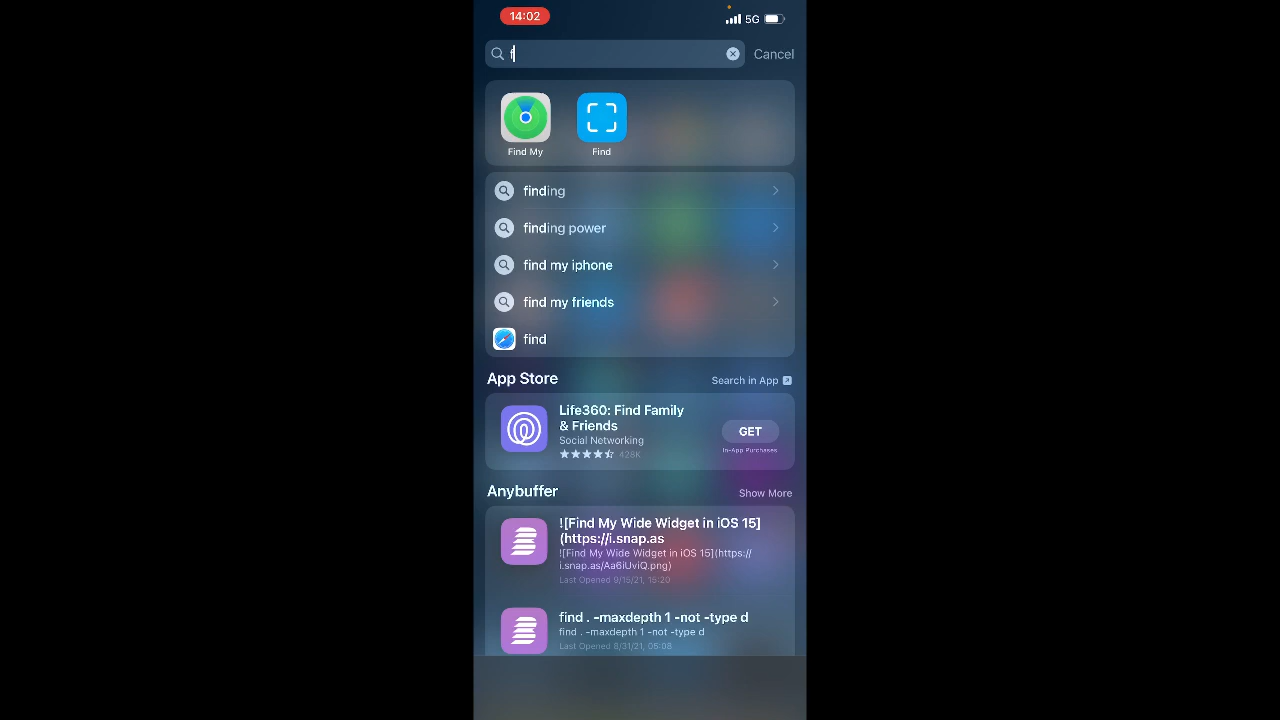 14:02
5G
f
Cancel
Find My
Find
finding
finding power
find my iphone
find my friends
find
App Store
Search in App
Life360: Find Family
& Friends
Social Networking
428K
GET
In-App Purchases
Anybuffer
Show More
![Find My Wide Widget in iOS 15]
(https://i.snap.as
![Find My Wide Widget in iOS 15](https://
i.snap.as/Aa6iUviQ.png)
Last Opened 9/15/21, 15:20
find . -maxdepth 1 -not -type d
find . -maxdepth 1 -not -type d
Last Opened 8/31/21, 05:08